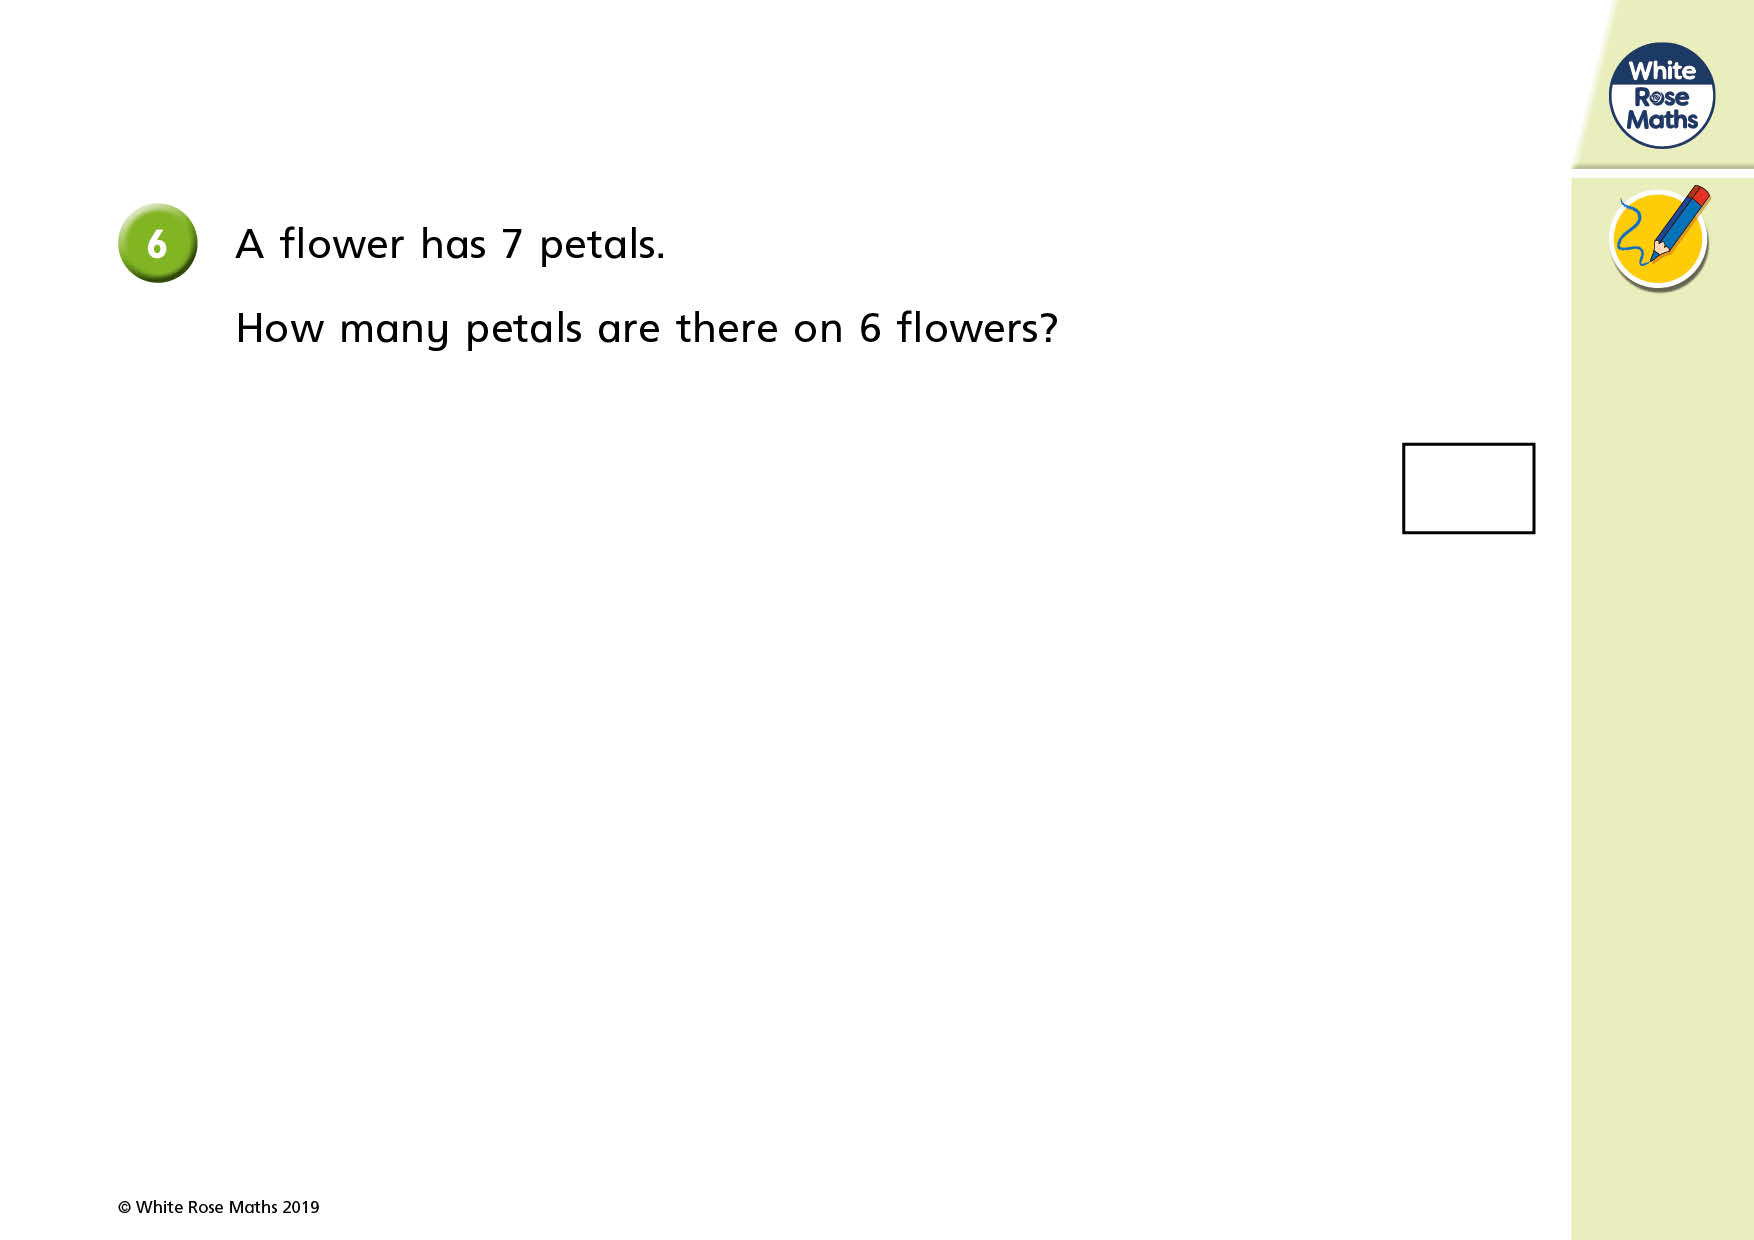 White
Rose
Maths
6 A flower has 7 petals.
How many petals are there on 6 flowers?
© White Rose Maths 2019